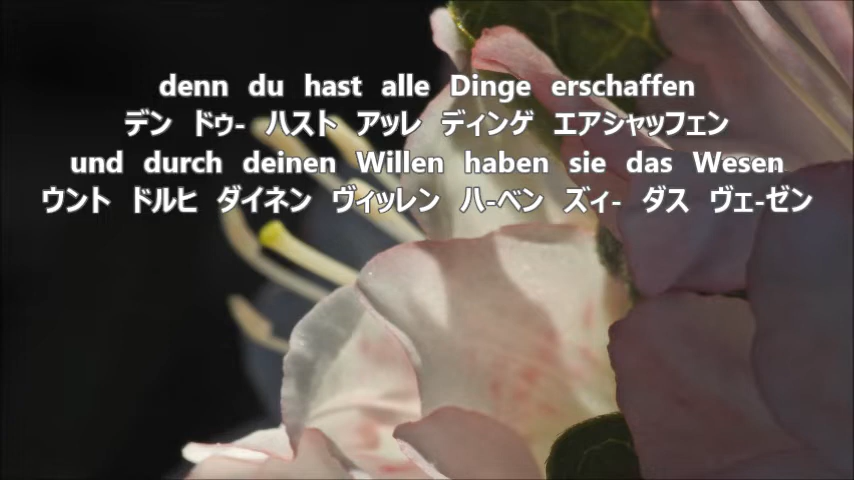 denn du hast alle Dinge erschaffen
デン ドゥ- ハスト アッレ ディンゲ エアシャッフェン
und durch deinen Willen haben sie das Wesen
ウント ドルヒ ダイネン ヴィッレン ハ-ベン ズィ- ダス ヴェ-ゼン